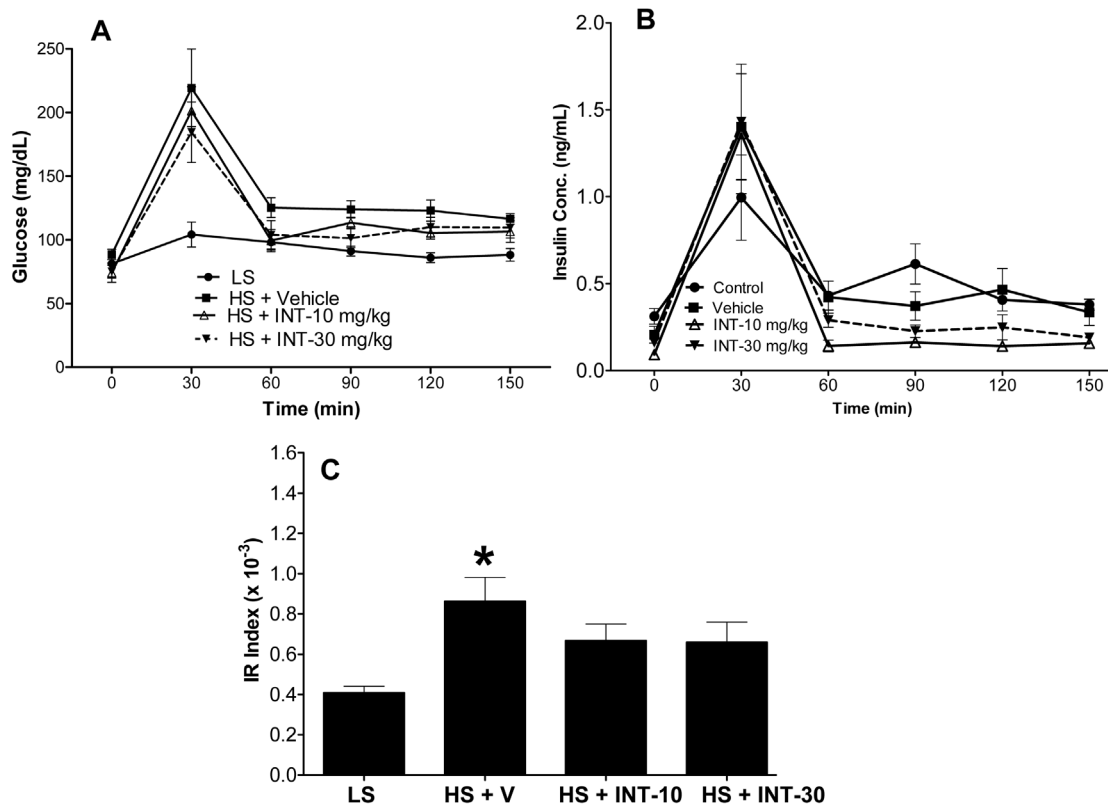 A
250
200
150
100
50
0
Glucose (mg/dL)
LS
HS + Vehicle
HS + INT-10 mg/kg
HS + INT-30 mg/kg
0 30 60 90 120 150
Time (min)
B
2.0
1.5
1.0
0.5
0.0
Insulin Conc. (ng/mL)
Control
Vehicle
INT-10 mg/kg
INT-30 mg/kg
0 30 60 90 120 150
Time (min)
C
1.6
1.4
1.2
1.0
0.8
0.6
0.4
0.2
0.0
IR Index (x 10⁻³)
*
LS HS + V HS + INT-10 HS + INT-30